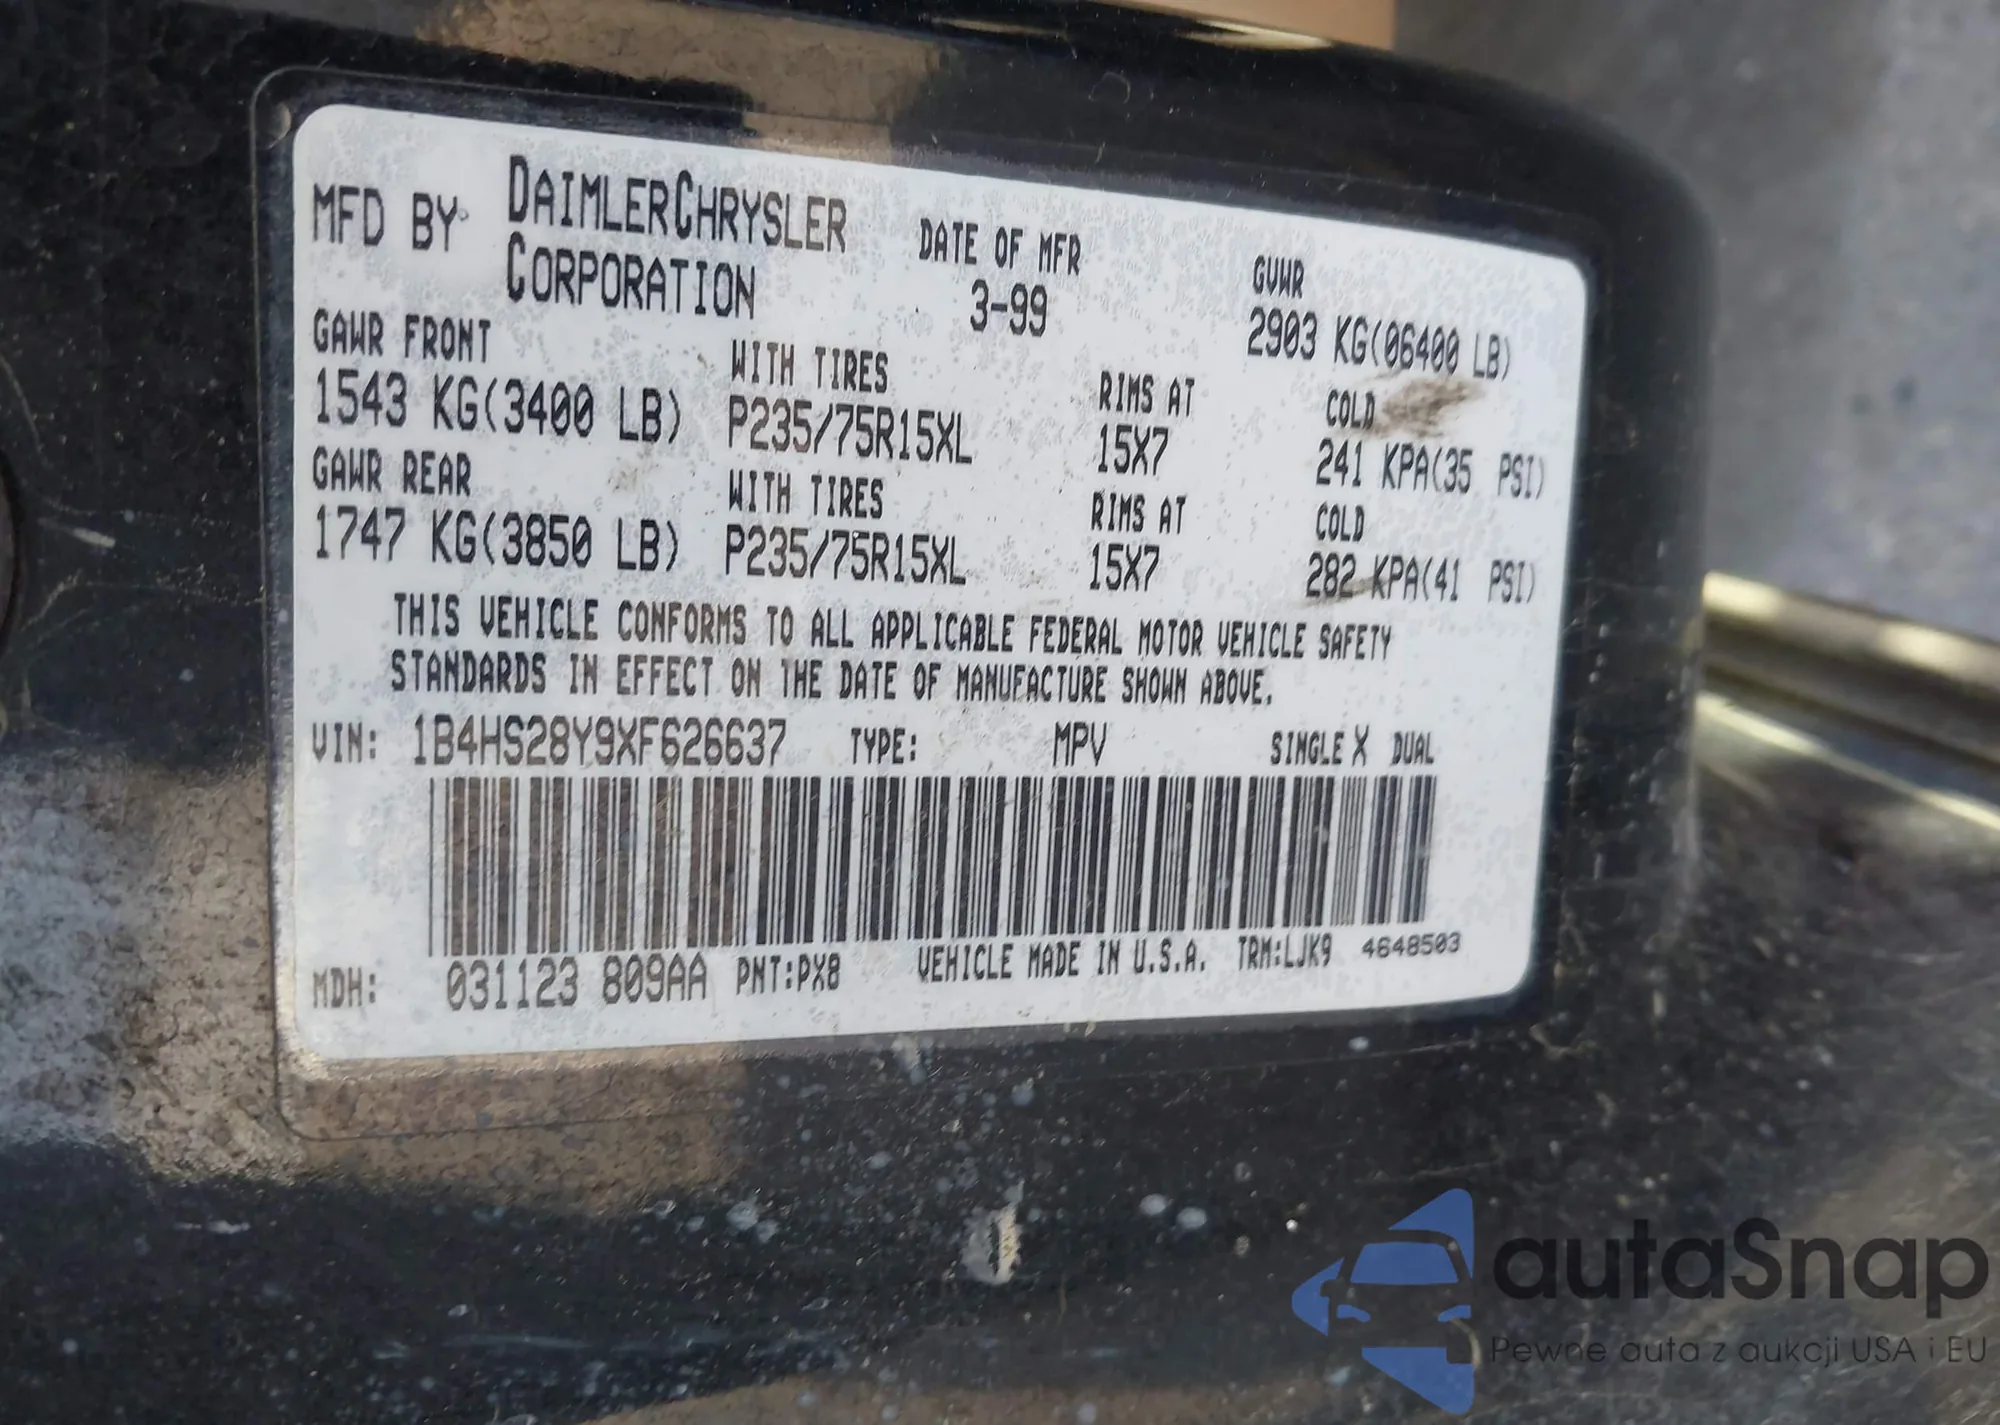 MFD BY DAIMLERCHRYSLER CORPORATION
DATE OF MFR 3-99
GVWR 2903 KG(06400 LB)
GAWR FRONT WITH TIRES RIMS AT COLD
1543 KG(3400 LB) P235/75R15XL 15X7 241 KPA(35 PSI)
GAWR REAR WITH TIRES RIMS AT COLD
1747 KG(3850 LB) P235/75R15XL 15X7 282 KPA(41 PSI)
THIS VEHICLE CONFORMS TO ALL APPLICABLE FEDERAL MOTOR VEHICLE SAFETY
STANDARDS IN EFFECT ON THE DATE OF MANUFACTURE SHOWN ABOVE.
VIN: 1B4HS28Y9XF626637 TYPE: MPV SINGLE X DUAL
MDH: 031123 809AA PNT:PX8 VEHICLE MADE IN U.S.A. TRM:LJK9 4648503
autaSnap
Pewne auta z aukcji USA i EU